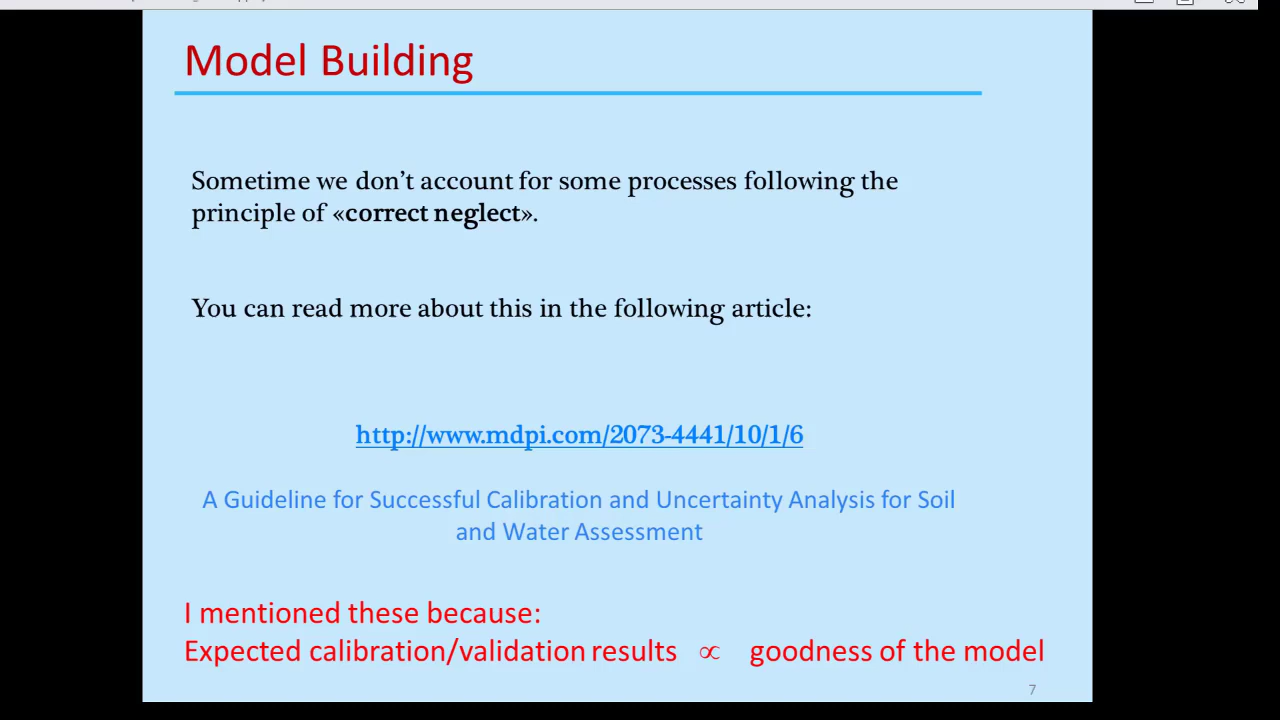 Model Building
Sometime we don’t account for some processes following the
principle of «correct neglect».
You can read more about this in the following article:
http://www.mdpi.com/2073-4441/10/1/6
A Guideline for Successful Calibration and Uncertainty Analysis for Soil
and Water Assessment
I mentioned these because:
Expected calibration/validation results ∝ goodness of the model
7